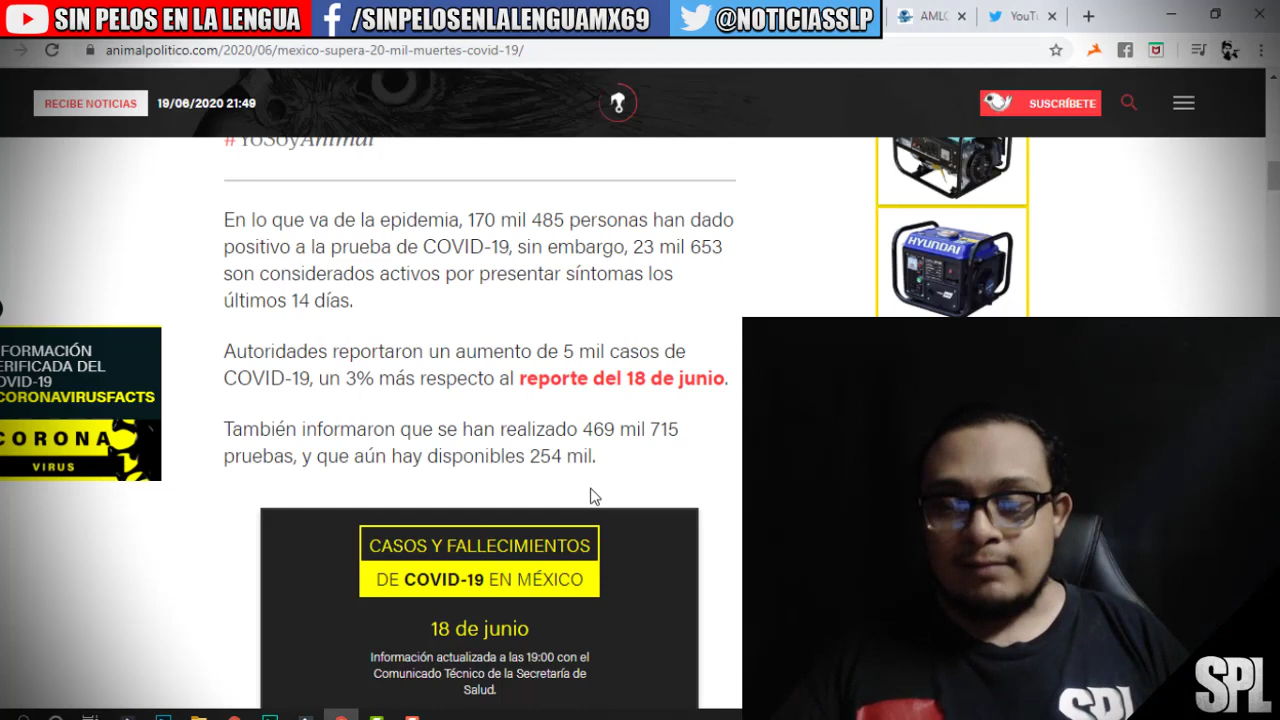 SIN PELOS EN LA LENGUA
/SINPELOSENLALENGUAMX69
@NOTICIASSLP
AMLO
YouT
animalpolitico.com/2020/06/mexico-supera-20-mil-muertes-covid-19/
RECIBE NOTICIAS
19/06/2020 21:49
SUSCRÍBETE
#YoSoyAnimal
En lo que va de la epidemia, 170 mil 485 personas han dado
positivo a la prueba de COVID-19, sin embargo, 23 mil 653
son considerados activos por presentar síntomas los
últimos 14 días.
HYUNDAI
Autoridades reportaron un aumento de 5 mil casos de
COVID-19, un 3% más respecto al reporte del 18 de junio.
También informaron que se han realizado 469 mil 715
pruebas, y que aún hay disponibles 254 mil.
FORMACIÓN
ERIFICADA DEL
OVID-19
CORONAVIRUSFACTS
CORONA
VIRUS
CASOS Y FALLECIMIENTOS
DE COVID-19 EN MÉXICO
18 de junio
Información actualizada a las 19:00 con el
Comunicado Técnico de la Secretaría de
Salud.
SPL
SPL